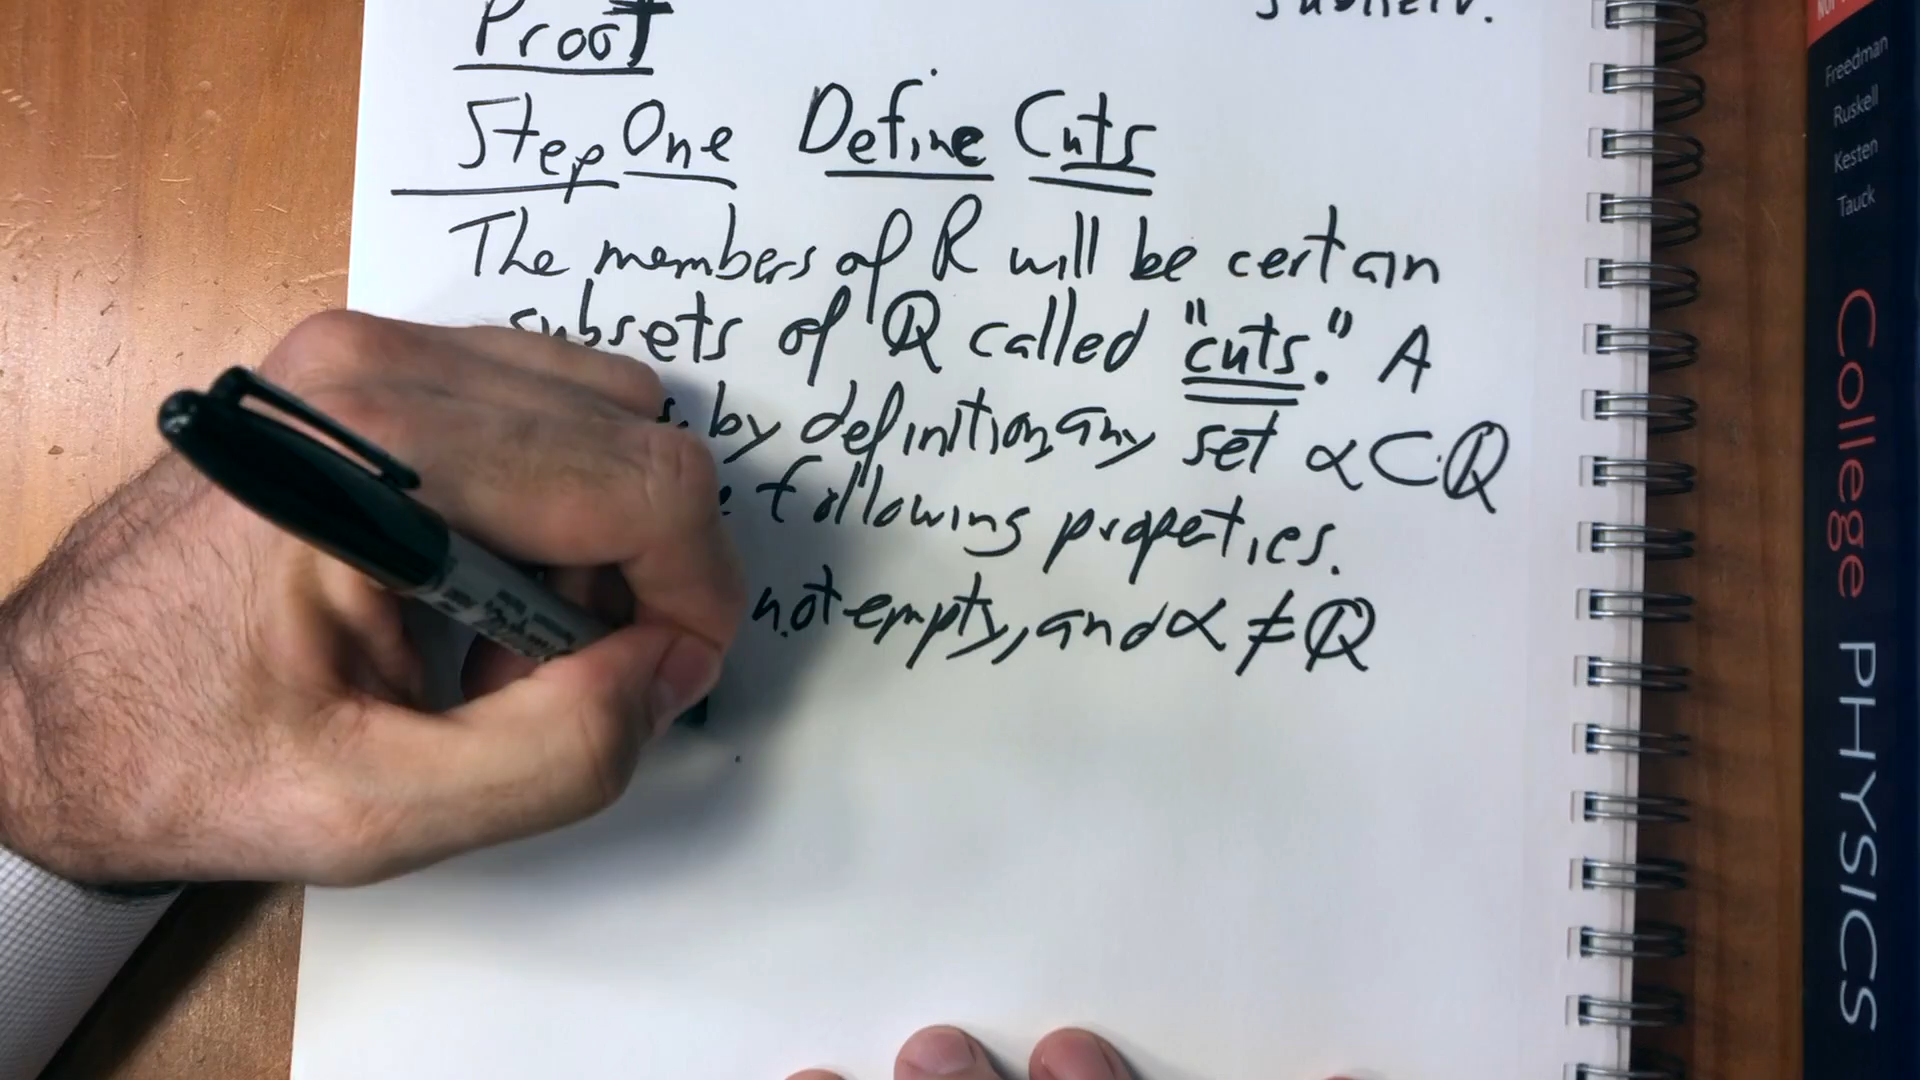 Proof
Step One Define Cuts
The members of R will be certain
subsets of Q called "cuts." A
by definition, any set α ⊂ Q
following properties.
not empty, and α ≠ Q
Freedman
Ruskell
Kesten
Tauck
College PHYSICS